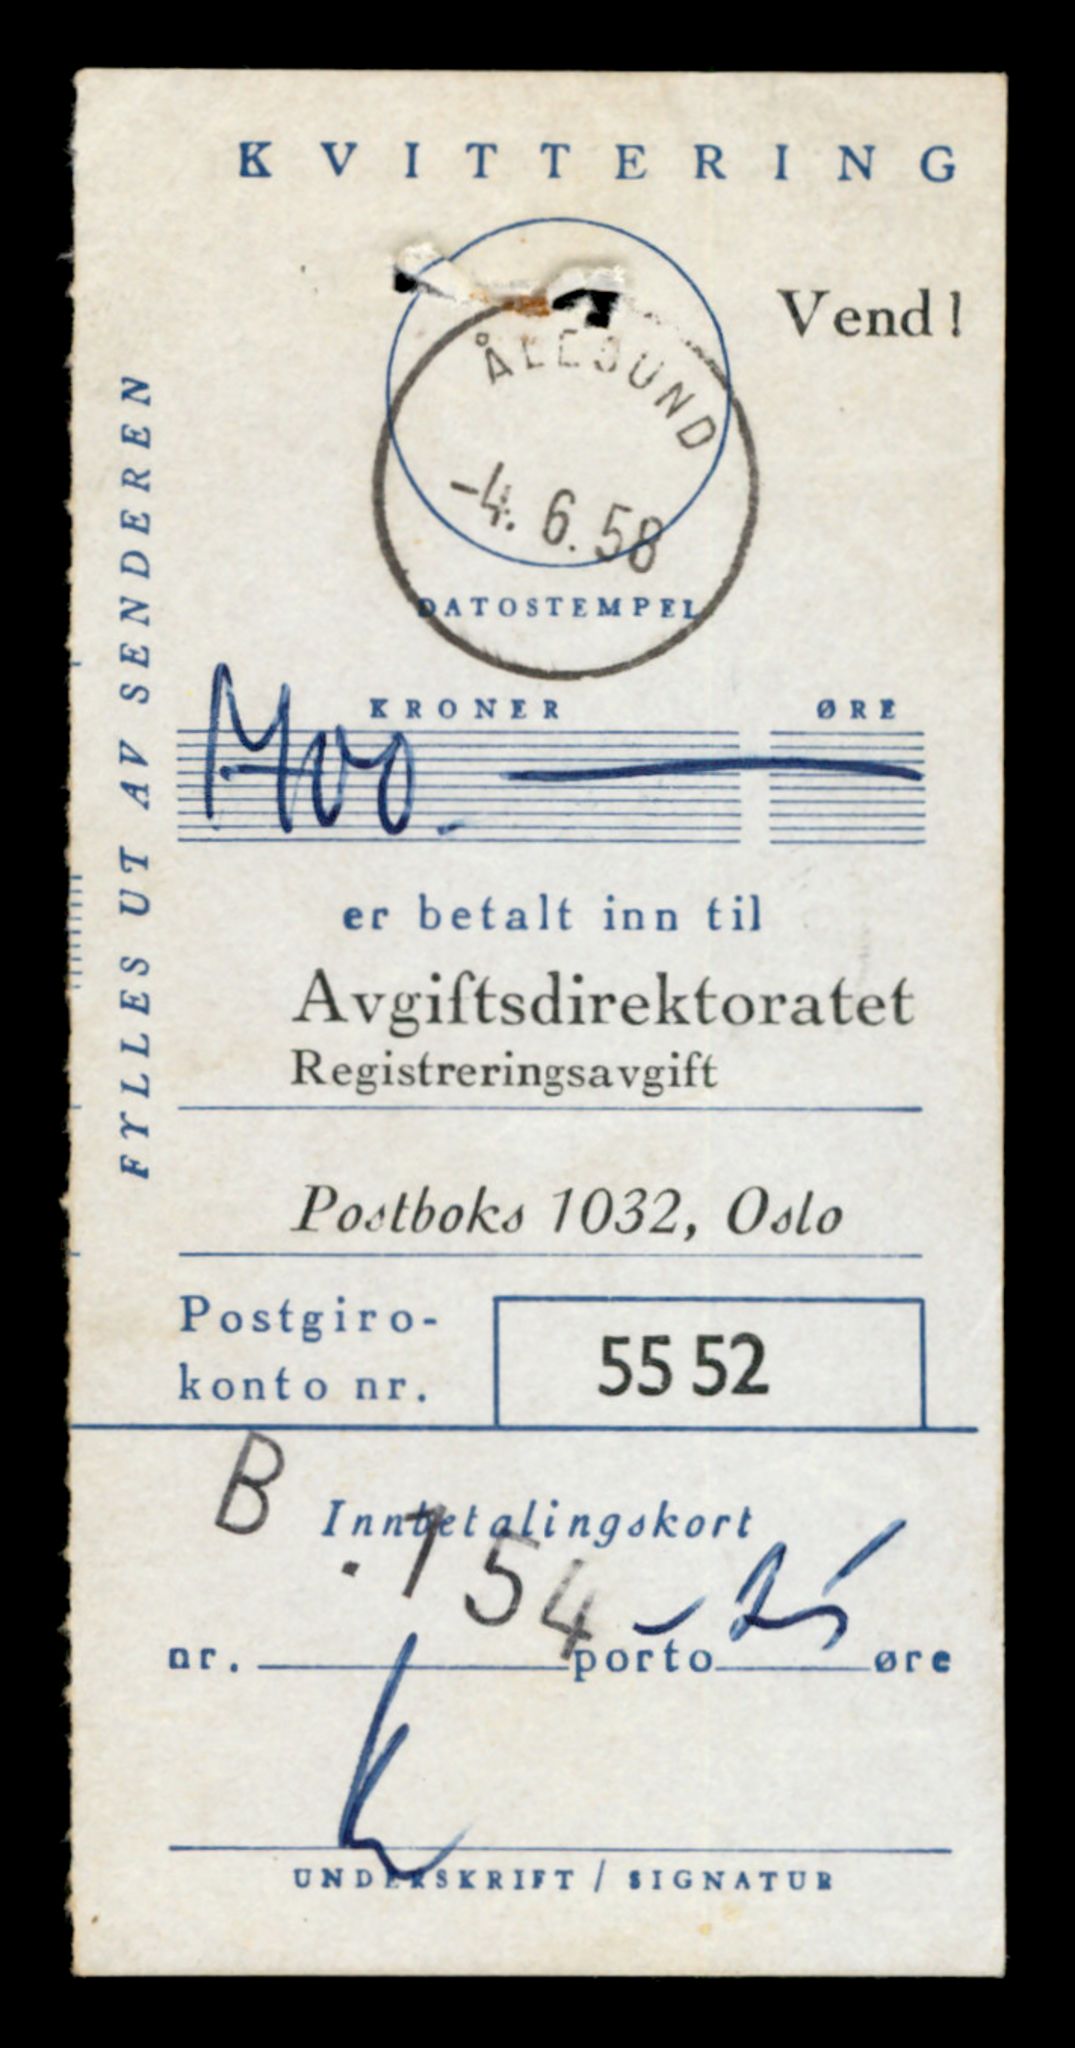 KVITTERING
Vend!
ÅLESUND
-4. 6. 58
DATOSTEMPEL
FYLLES UT AV SENDEREN
KRONER ØRE
1400.-
er betalt inn til
Avgiftsdirektoratet
Registreringsavgift
Postboks 1032, Oslo
Postgiro-
konto nr.
55 52
B
Innbetalingskort
.154
nr. porto 25 øre
UNDERSKRIFT / SIGNATUR